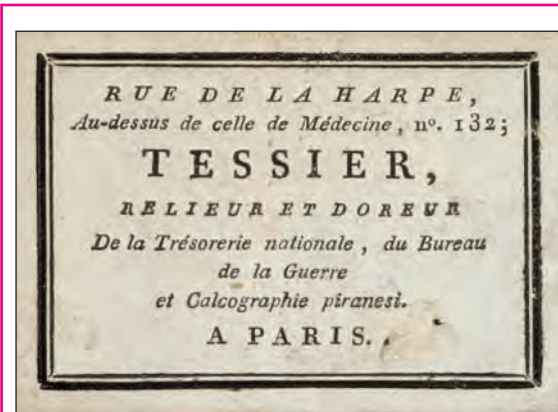 RUE DE LA HARPE,
Au-dessus de celle de Médecine, nº. 132;
TESSIER,
RELIEUR ET DOREUR
De la Trésorerie nationale, du Bureau
de la Guerre
et Calcographie piranesi.
A PARIS.